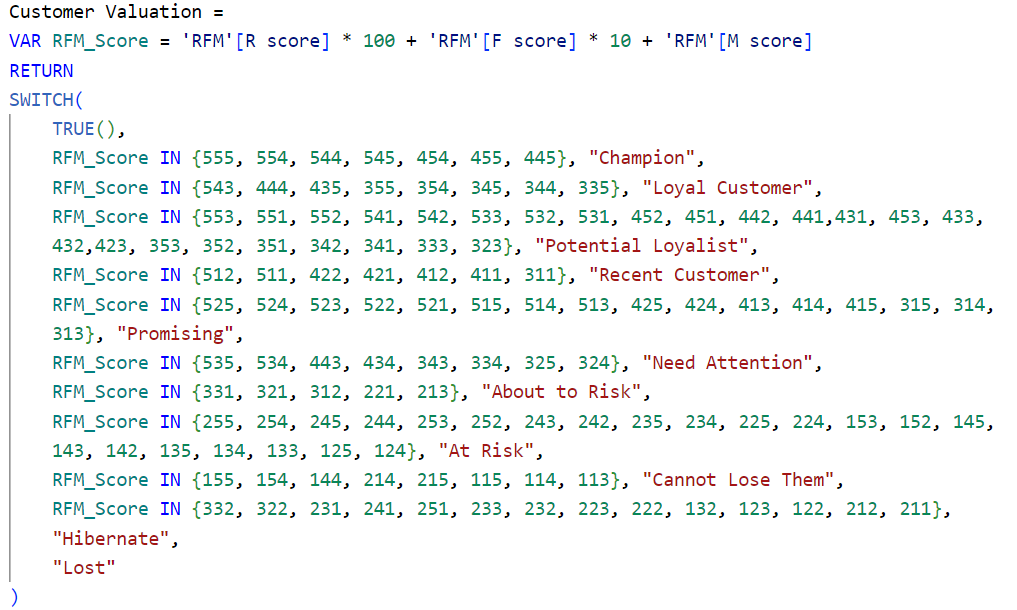 Customer Valuation =
VAR RFM_Score = 'RFM'[R score] * 100 + 'RFM'[F score] * 10 + 'RFM'[M score]
RETURN
SWITCH(
TRUE(),
RFM_Score IN {555, 554, 544, 545, 454, 455, 445}, "Champion",
RFM_Score IN {543, 444, 435, 355, 354, 345, 344, 335}, "Loyal Customer",
RFM_Score IN {553, 551, 552, 541, 542, 533, 532, 531, 452, 451, 442, 441,431, 453, 433,
432,423, 353, 352, 351, 342, 341, 333, 323}, "Potential Loyalist",
RFM_Score IN {512, 511, 422, 421, 412, 411, 311}, "Recent Customer",
RFM_Score IN {525, 524, 523, 522, 521, 515, 514, 513, 425, 424, 413, 414, 415, 315, 314,
313}, "Promising",
RFM_Score IN {535, 534, 443, 434, 343, 334, 325, 324}, "Need Attention",
RFM_Score IN {331, 321, 312, 221, 213}, "About to Risk",
RFM_Score IN {255, 254, 245, 244, 253, 252, 243, 242, 235, 234, 225, 224, 153, 152, 145,
143, 142, 135, 134, 133, 125, 124}, "At Risk",
RFM_Score IN {155, 154, 144, 214, 215, 115, 114, 113}, "Cannot Lose Them",
RFM_Score IN {332, 322, 231, 241, 251, 233, 232, 223, 222, 132, 123, 122, 212, 211},
"Hibernate",
"Lost"
)